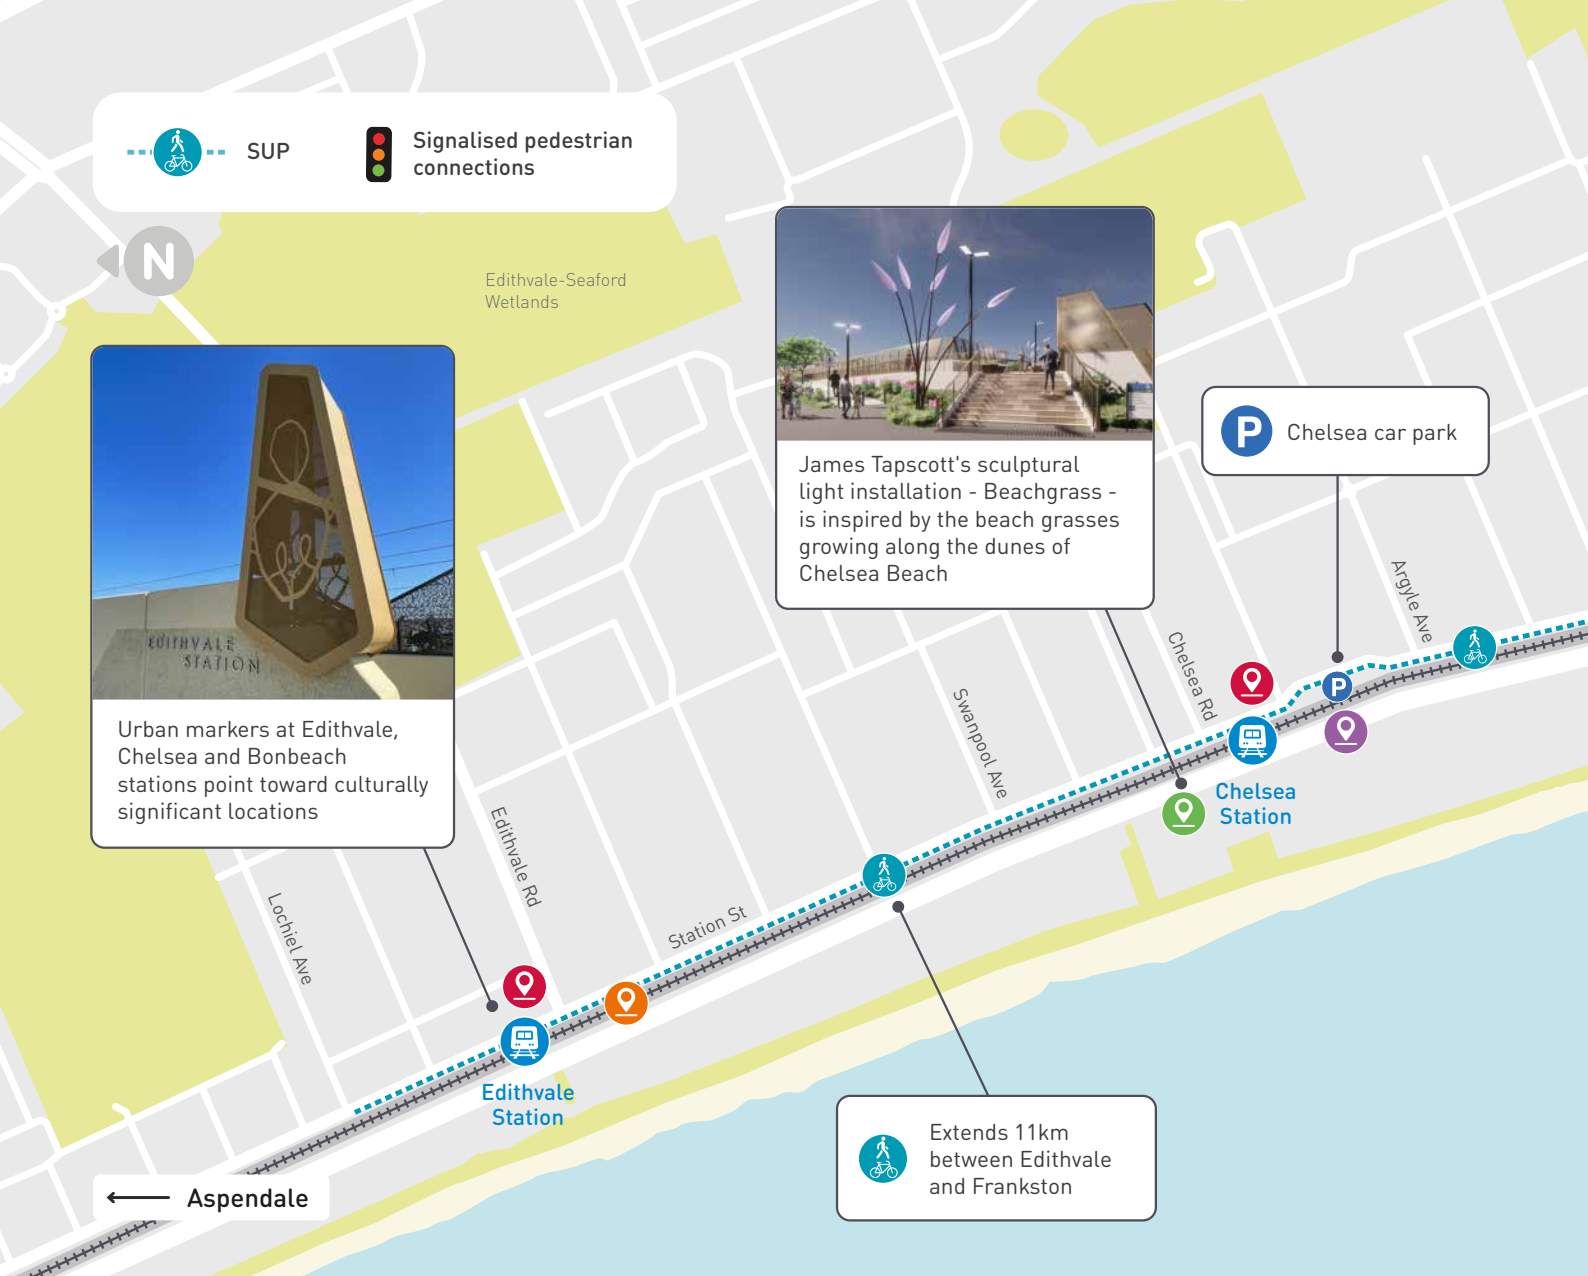 SUP
Signalised pedestrian
connections
N
Edithvale-Seaford
Wetlands
EDITHVALE
STATION
Urban markers at Edithvale,
Chelsea and Bonbeach
stations point toward culturally
significant locations
James Tapscott's sculptural
light installation - Beachgrass -
is inspired by the beach grasses
growing along the dunes of
Chelsea Beach
P
Chelsea car park
Argyle Ave
Chelsea Rd
P
Swanpool Ave
Chelsea
Station
Edithvale Rd
Station St
Lochiel Ave
Edithvale
Station
Extends 11km
between Edithvale
and Frankston
Aspendale